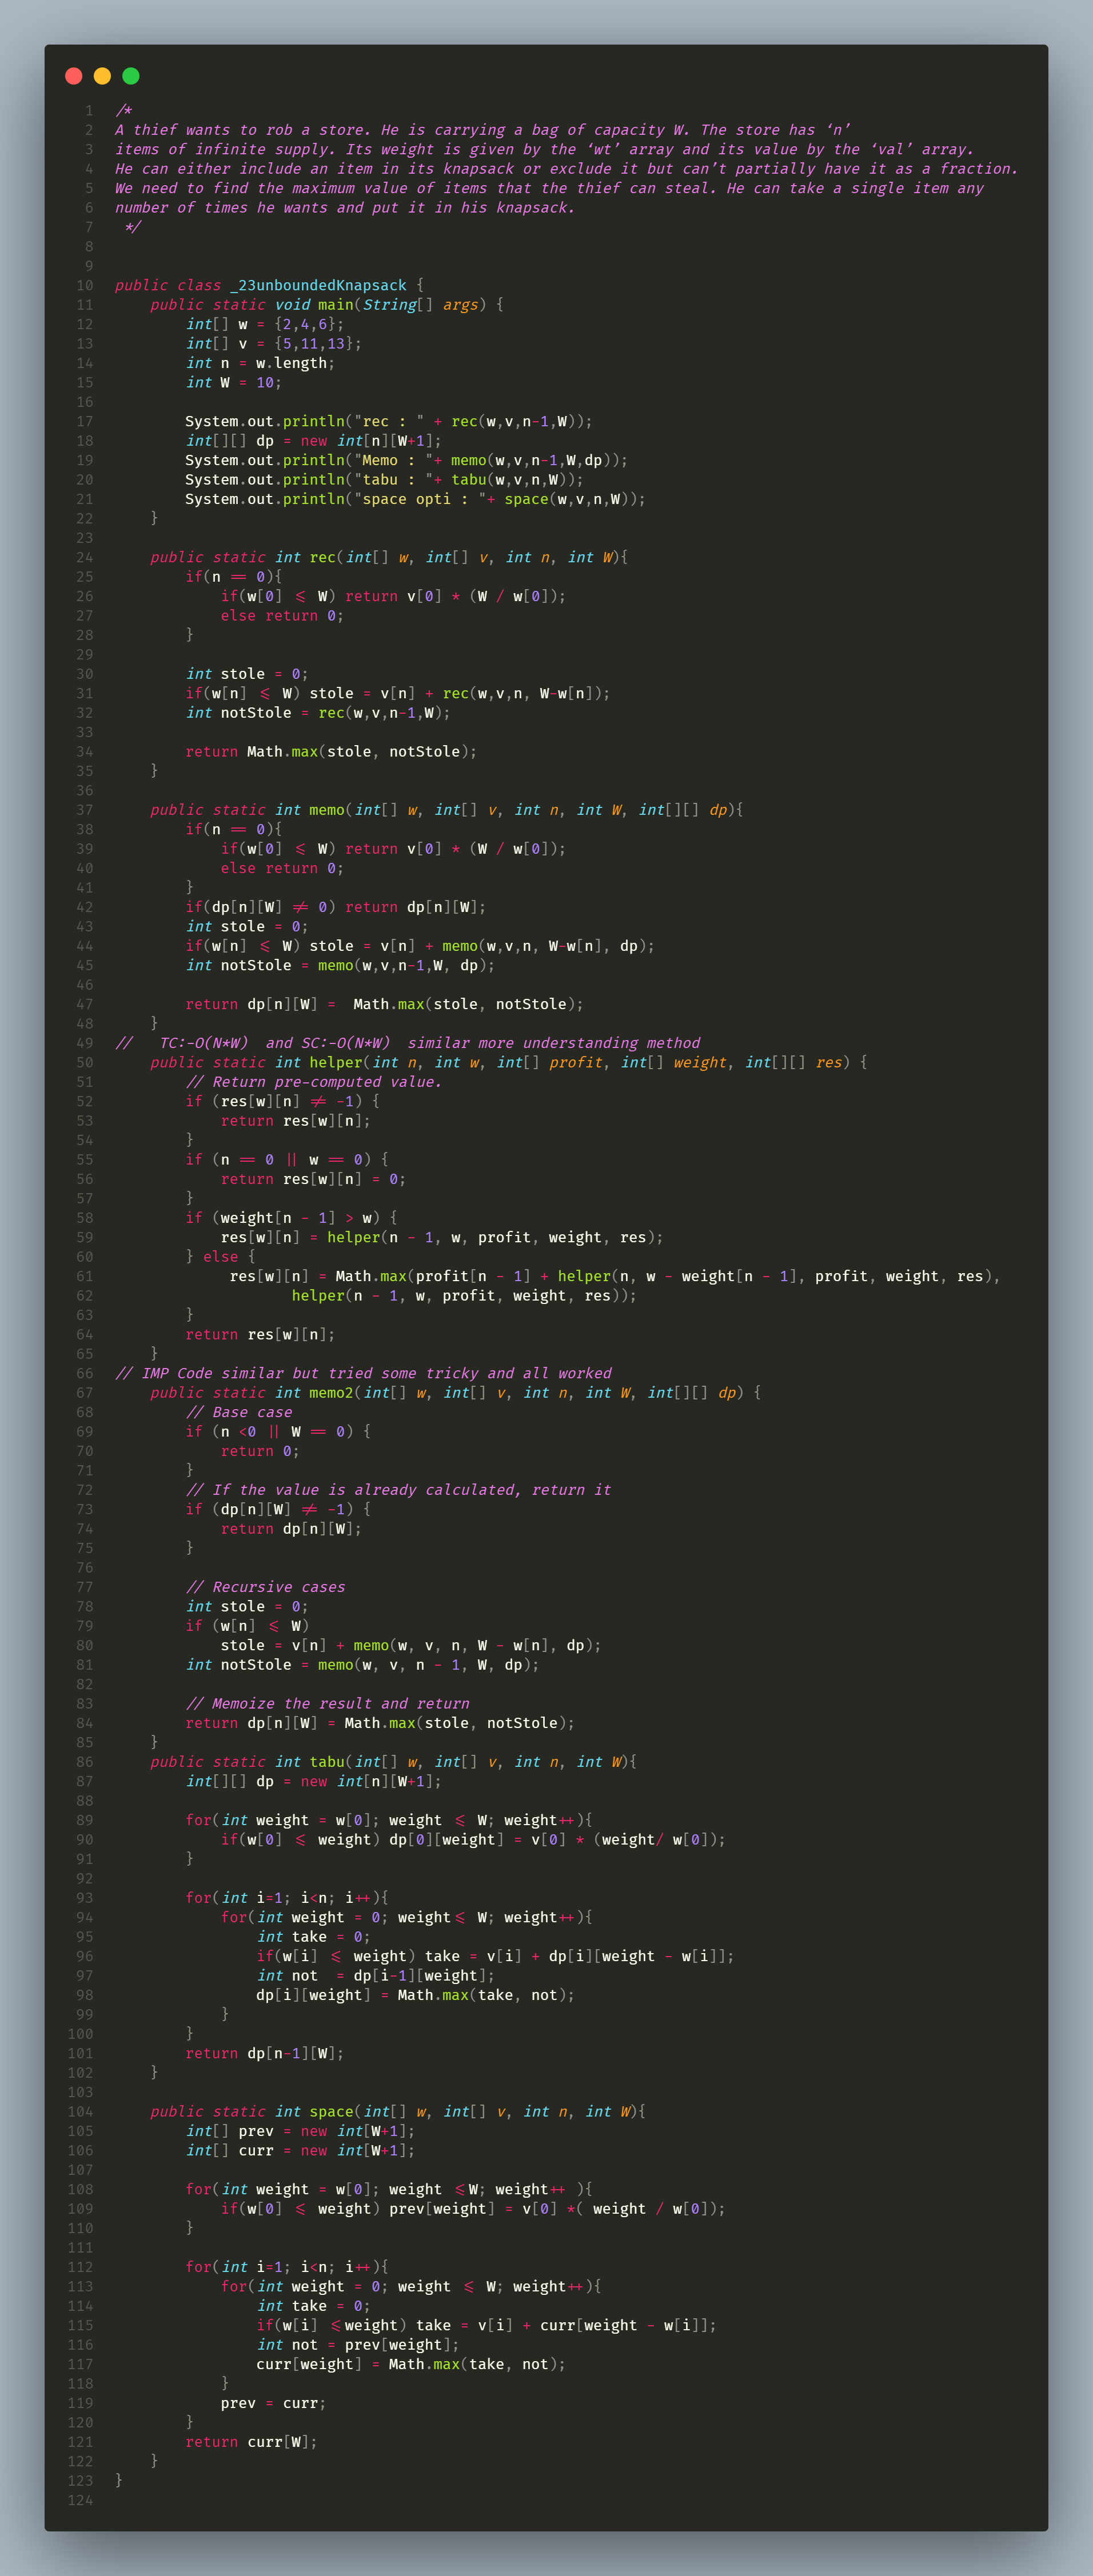 1 /*
2 A thief wants to rob a store. He is carrying a bag of capacity W. The store has ‘n’
3 items of infinite supply. Its weight is given by the ‘wt’ array and its value by the ‘val’ array.
4 He can either include an item in its knapsack or exclude it but can’t partially have it as a fraction.
5 We need to find the maximum value of items that the thief can steal. He can take a single item any
6 number of times he wants and put it in his knapsack.
7  */
8
9
10 public class _23unboundedKnapsack {
11     public static void main(String[] args) {
12         int[] w = {2,4,6};
13         int[] v = {5,11,13};
14         int n = w.length;
15         int W = 10;
16
17         System.out.println("rec : " + rec(w,v,n-1,W));
18         int[][] dp = new int[n][W+1];
19         System.out.println("Memo : "+ memo(w,v,n-1,W,dp));
20         System.out.println("tabu : "+ tabu(w,v,n,W));
21         System.out.println("space opti : "+ space(w,v,n,W));
22     }
23
24     public static int rec(int[] w, int[] v, int n, int W){
25         if(n == 0){
26             if(w[0] <= W) return v[0] * (W / w[0]);
27             else return 0;
28         }
29
30         int stole = 0;
31         if(w[n] <= W) stole = v[n] + rec(w,v,n, W-w[n]);
32         int notStole = rec(w,v,n-1,W);
33
34         return Math.max(stole, notStole);
35     }
36
37     public static int memo(int[] w, int[] v, int n, int W, int[][] dp){
38         if(n == 0){
39             if(w[0] <= W) return v[0] * (W / w[0]);
40             else return 0;
41         }
42         if(dp[n][W] != 0) return dp[n][W];
43         int stole = 0;
44         if(w[n] <= W) stole = v[n] + memo(w,v,n, W-w[n], dp);
45         int notStole = memo(w,v,n-1,W, dp);
46
47         return dp[n][W] =  Math.max(stole, notStole);
48     }
49 //   TC:-O(N*W)  and SC:-O(N*W)  similar more understanding method
50     public static int helper(int n, int w, int[] profit, int[] weight, int[][] res) {
51         // Return pre-computed value.
52         if (res[w][n] != -1) {
53             return res[w][n];
54         }
55         if (n == 0 || w == 0) {
56             return res[w][n] = 0;
57         }
58         if (weight[n - 1] > w) {
59             res[w][n] = helper(n - 1, w, profit, weight, res);
60         } else {
61              res[w][n] = Math.max(profit[n - 1] + helper(n, w - weight[n - 1], profit, weight, res),
62                     helper(n - 1, w, profit, weight, res));
63         }
64         return res[w][n];
65     }
66 // IMP Code similar but tried some tricky and all worked
67     public static int memo2(int[] w, int[] v, int n, int W, int[][] dp) {
68         // Base case
69         if (n <0 || W == 0) {
70             return 0;
71         }
72         // If the value is already calculated, return it
73         if (dp[n][W] != -1) {
74             return dp[n][W];
75         }
76
77         // Recursive cases
78         int stole = 0;
79         if (w[n] <= W)
80             stole = v[n] + memo(w, v, n, W - w[n], dp);
81         int notStole = memo(w, v, n - 1, W, dp);
82
83         // Memoize the result and return
84         return dp[n][W] = Math.max(stole, notStole);
85     }
86     public static int tabu(int[] w, int[] v, int n, int W){
87         int[][] dp = new int[n][W+1];
88
89         for(int weight = w[0]; weight <= W; weight++){
90             if(w[0] <= weight) dp[0][weight] = v[0] * (weight/ w[0]);
91         }
92
93         for(int i=1; i<n; i++){
94             for(int weight = 0; weight<= W; weight++){
95                 int take = 0;
96                 if(w[i] <= weight) take = v[i] + dp[i][weight - w[i]];
97                 int not  = dp[i-1][weight];
98                 dp[i][weight] = Math.max(take, not);
99             }
100         }
101         return dp[n-1][W];
102     }
103
104     public static int space(int[] w, int[] v, int n, int W){
105         int[] prev = new int[W+1];
106         int[] curr = new int[W+1];
107
108         for(int weight = w[0]; weight <=W; weight++ ){
109             if(w[0] <= weight) prev[weight] = v[0] *( weight / w[0]);
110         }
111
112         for(int i=1; i<n; i++){
113             for(int weight = 0; weight <= W; weight++){
114                 int take = 0;
115                 if(w[i] <=weight) take = v[i] + curr[weight - w[i]];
116                 int not = prev[weight];
117                 curr[weight] = Math.max(take, not);
118             }
119             prev = curr;
120         }
121         return curr[W];
122     }
123 }
124